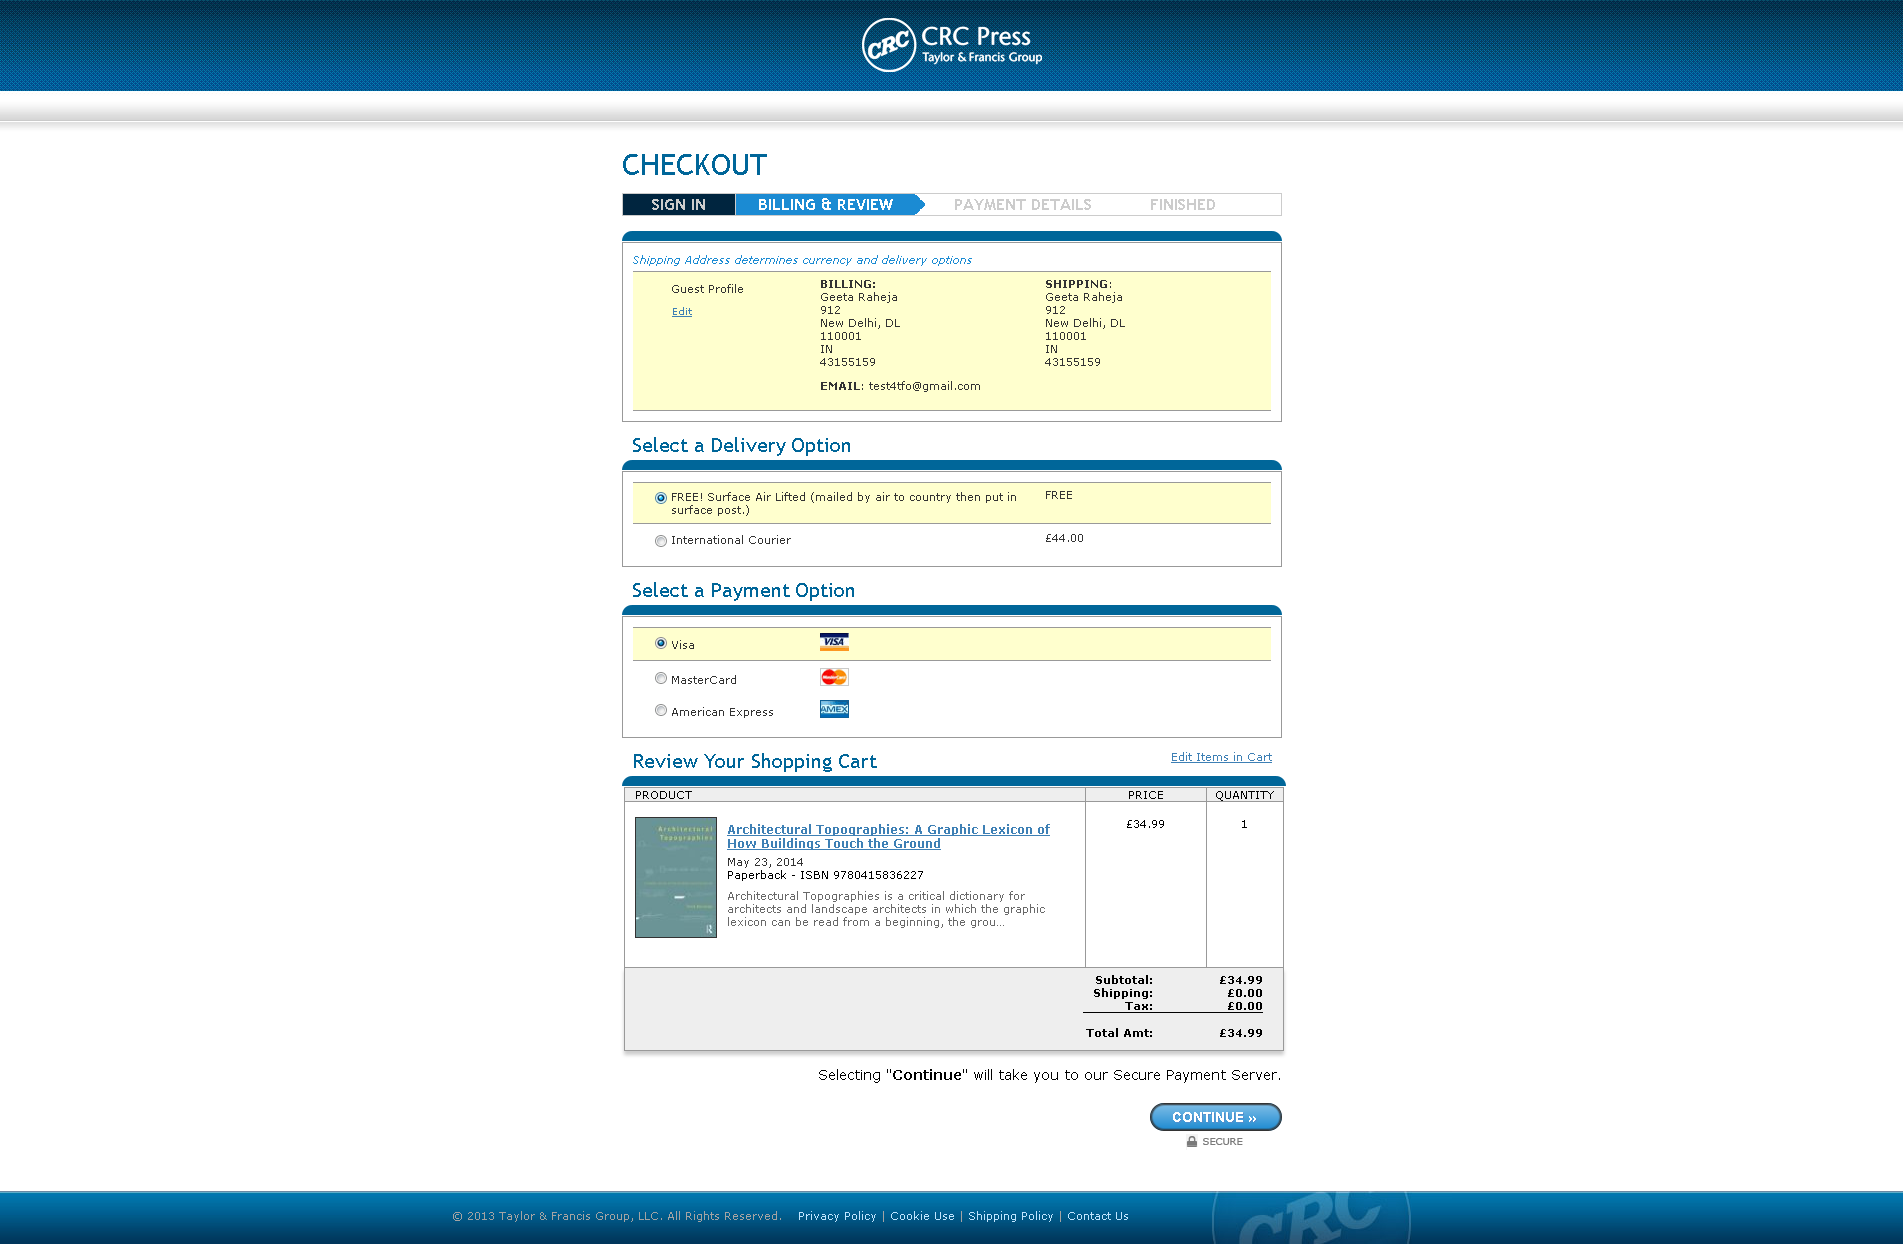 CRC
CRC Press
Taylor & Francis Group
CHECKOUT
SIGN IN
BILLING & REVIEW
PAYMENT DETAILS
FINISHED
Shipping Address determines currency and delivery options
Guest Profile
Edit
BILLING:
Geeta Raheja
912
New Delhi, DL
110001
IN
43155159
EMAIL: test4tfo@gmail.com
SHIPPING:
Geeta Raheja
912
New Delhi, DL
110001
IN
43155159
Select a Delivery Option
FREE! Surface Air Lifted (mailed by air to country then put in
surface post.)
FREE
International Courier
£44.00
Select a Payment Option
Visa
VISA
MasterCard
MasterCard
American Express
AMEX
Review Your Shopping Cart
Edit Items in Cart
PRODUCT
PRICE
QUANTITY
Architectural
Topographies
Architectural Topographies: A Graphic Lexicon of
How Buildings Touch the Ground
May 23, 2014
Paperback - ISBN 9780415836227
Architectural Topographies is a critical dictionary for
architects and landscape architects in which the graphic
lexicon can be read from a beginning, the grou...
£34.99
1
Subtotal: £34.99
Shipping: £0.00
Tax: £0.00
Total Amt: £34.99
Selecting "Continue" will take you to our Secure Payment Server.
CONTINUE »
SECURE
© 2013 Taylor & Francis Group, LLC. All Rights Reserved. Privacy Policy | Cookie Use | Shipping Policy | Contact Us
CRC